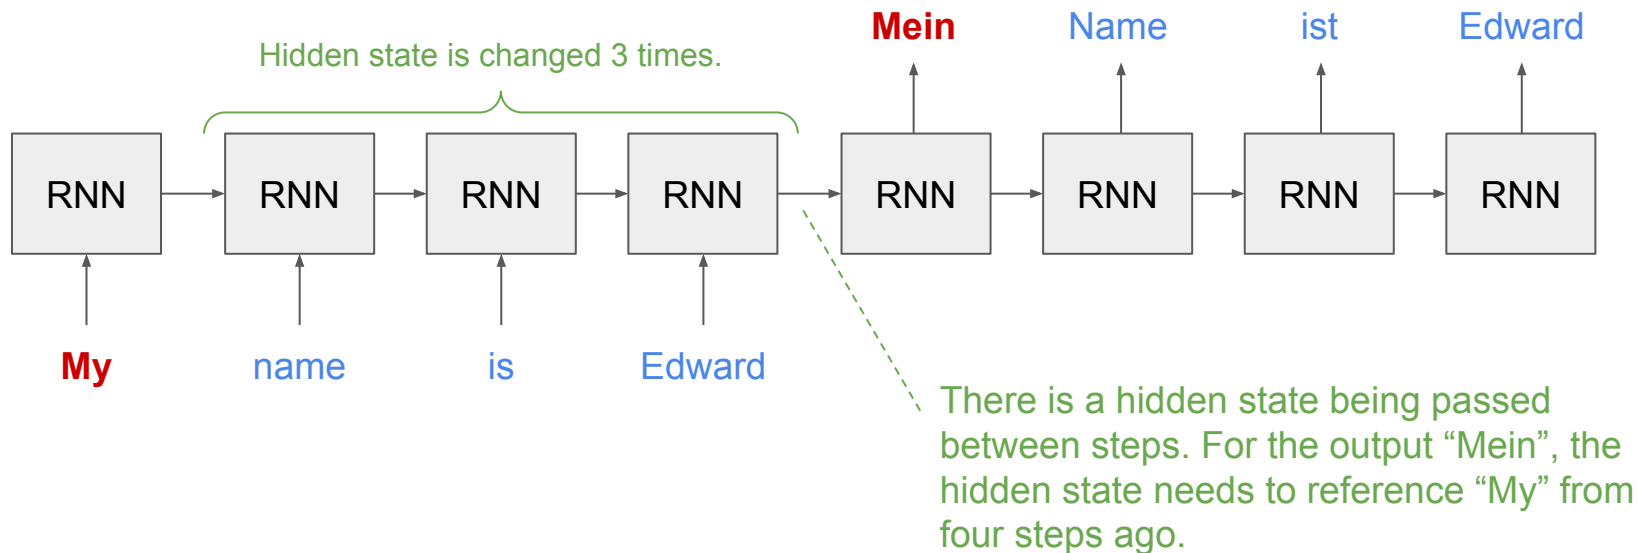 Mein Name ist Edward
Hidden state is changed 3 times.
RNN RNN RNN RNN RNN RNN RNN RNN
My name is Edward
There is a hidden state being passed
between steps. For the output “Mein”, the
hidden state needs to reference “My” from
four steps ago.